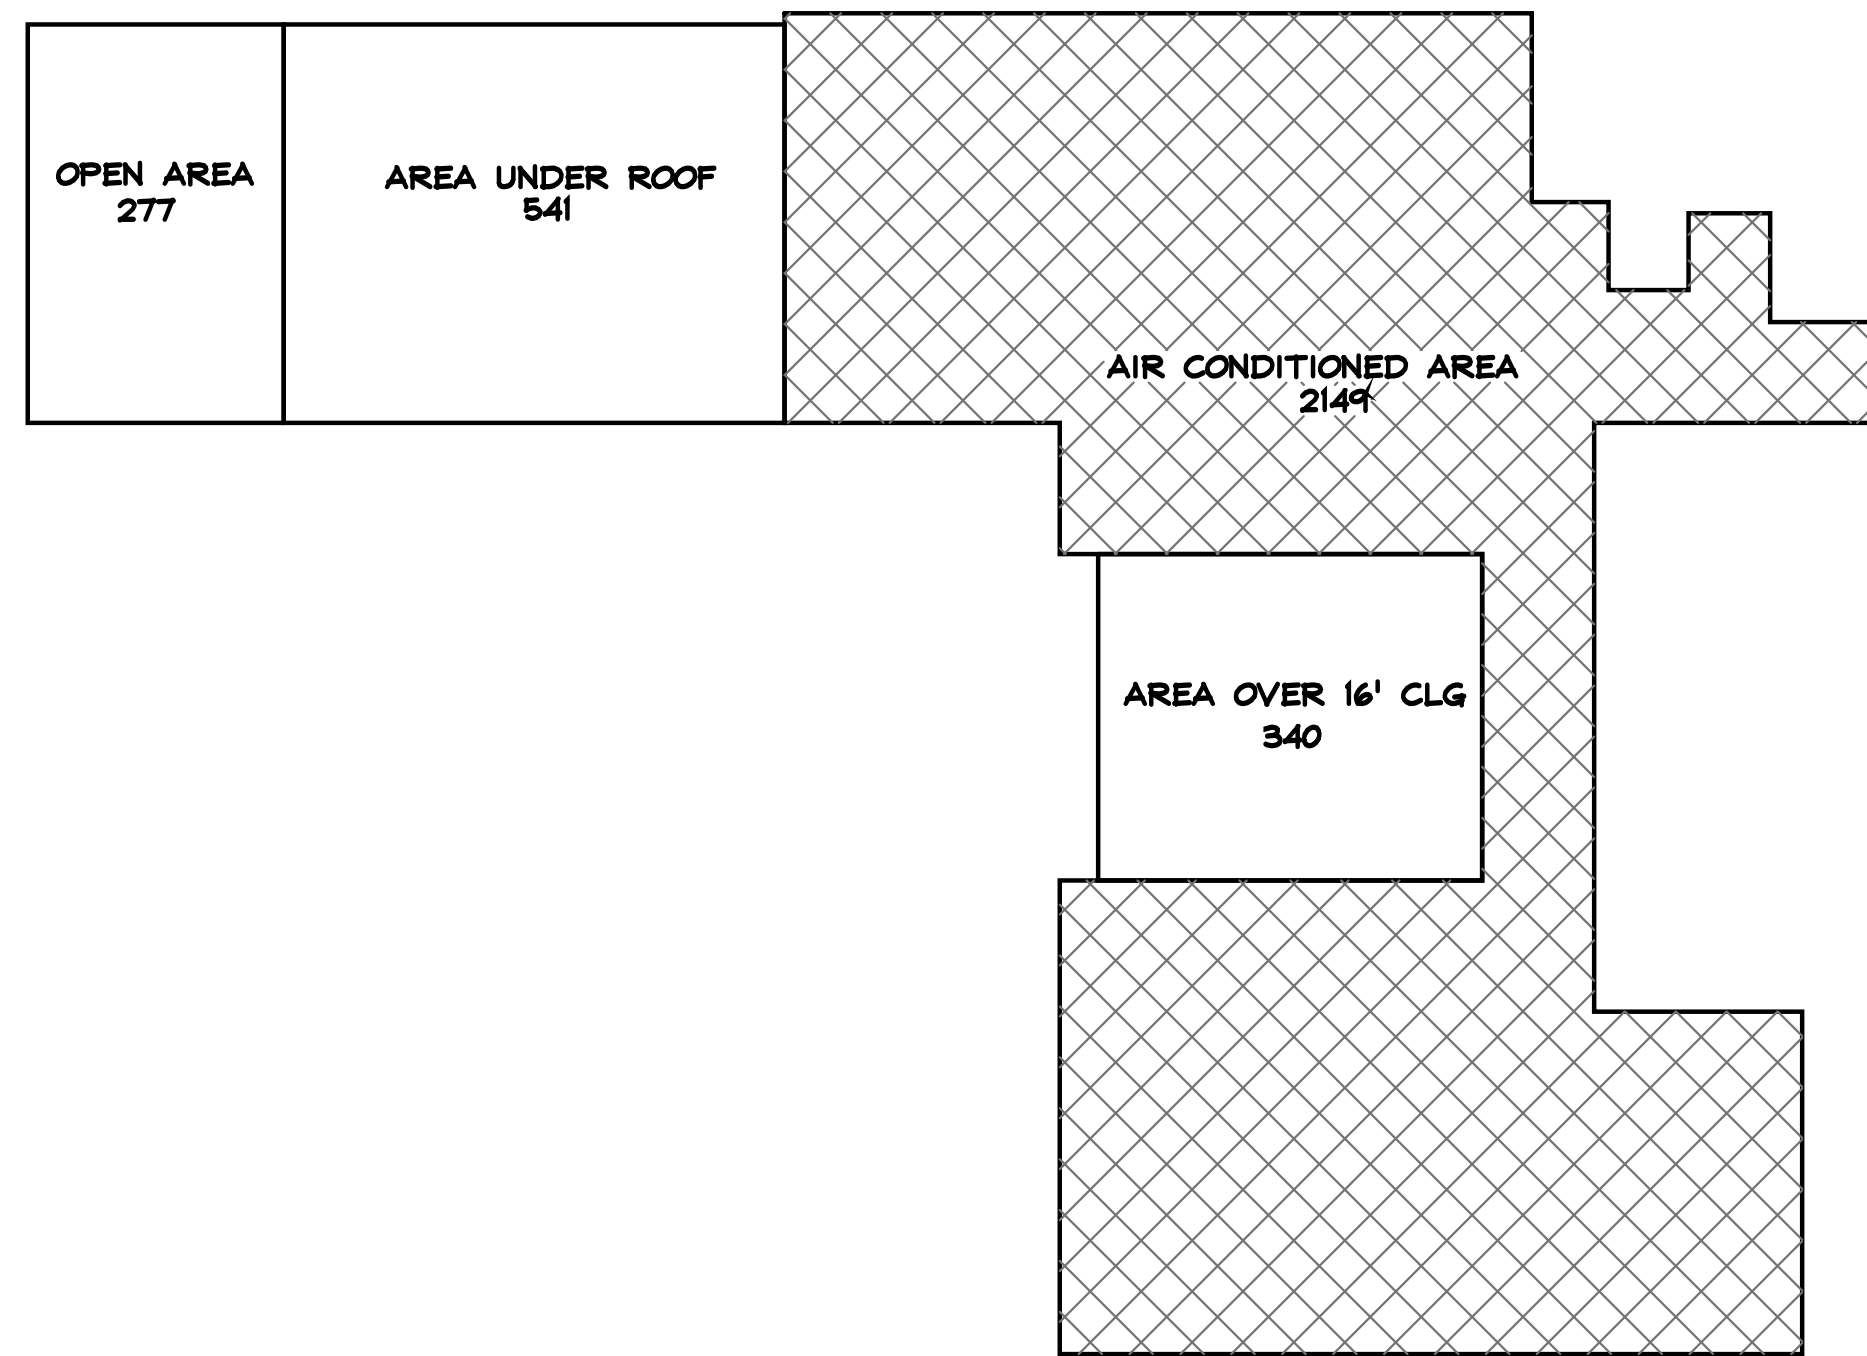 OPEN AREA
277
AREA UNDER ROOF
541
AIR CONDITIONED AREA
2149
AREA OVER 16' CLG
340